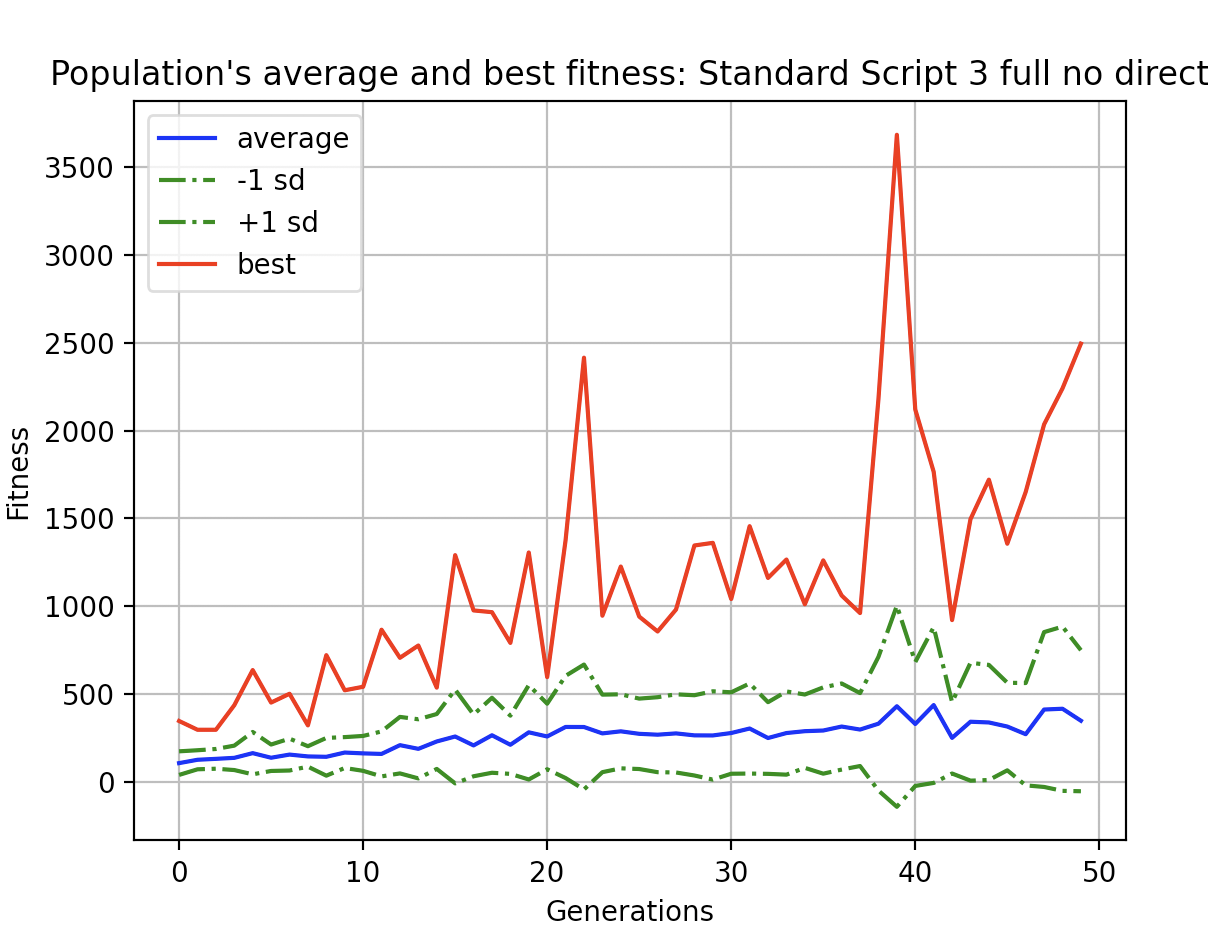 Population's average and best fitness: Standard Script 3 full no direct
average
-1 sd
+1 sd
best
3500
3000
2500
2000
1500
1000
500
0
Fitness
0 10 20 30 40 50
Generations